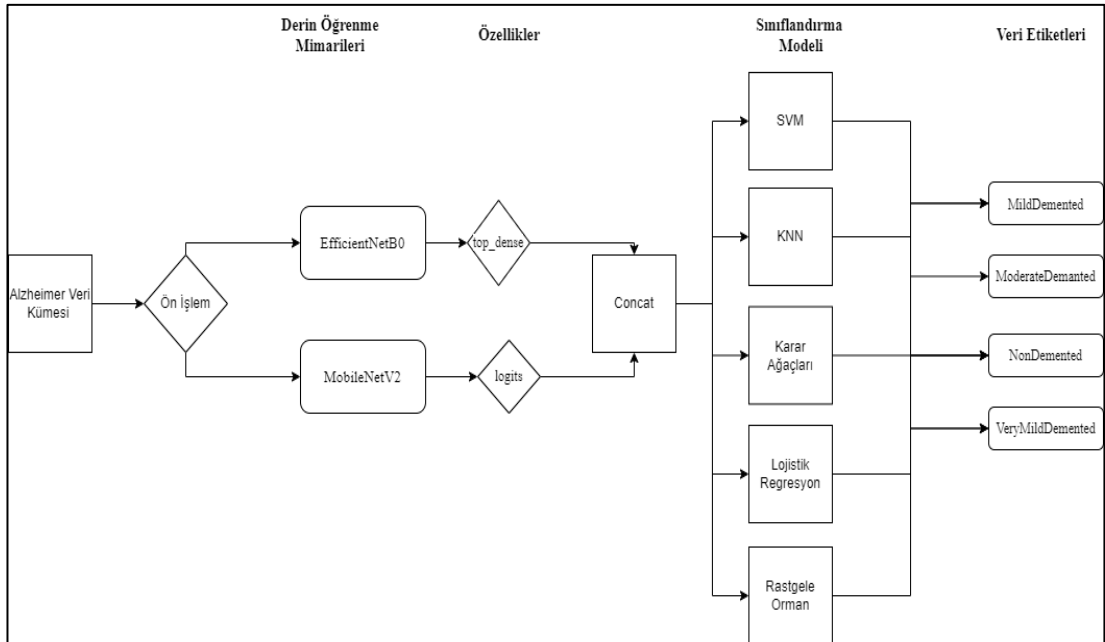 Derin Öğrenme
Mimarileri
Özellikler
Sınıflandırma
Modeli
Veri Etiketleri
Alzheimer Veri
Kümesi
Ön İşlem
EfficientNetB0
MobileNetV2
top_dense
logits
Concat
SVM
KNN
Karar
Ağaçları
Lojistik
Regresyon
Rastgele
Orman
MildDemented
ModerateDemanted
NonDemented
VeryMildDemented